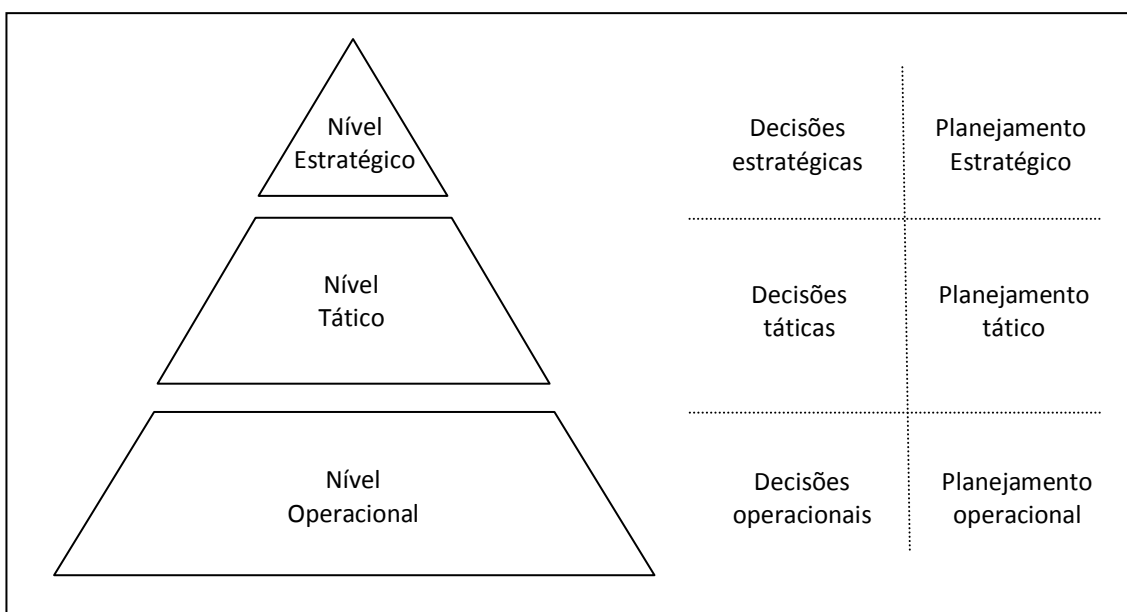 Nível
Estratégico
Decisões
estratégicas
Planejamento
Estratégico
Nível
Tático
Decisões
táticas
Planejamento
tático
Nível
Operacional
Decisões
operacionais
Planejamento
operacional